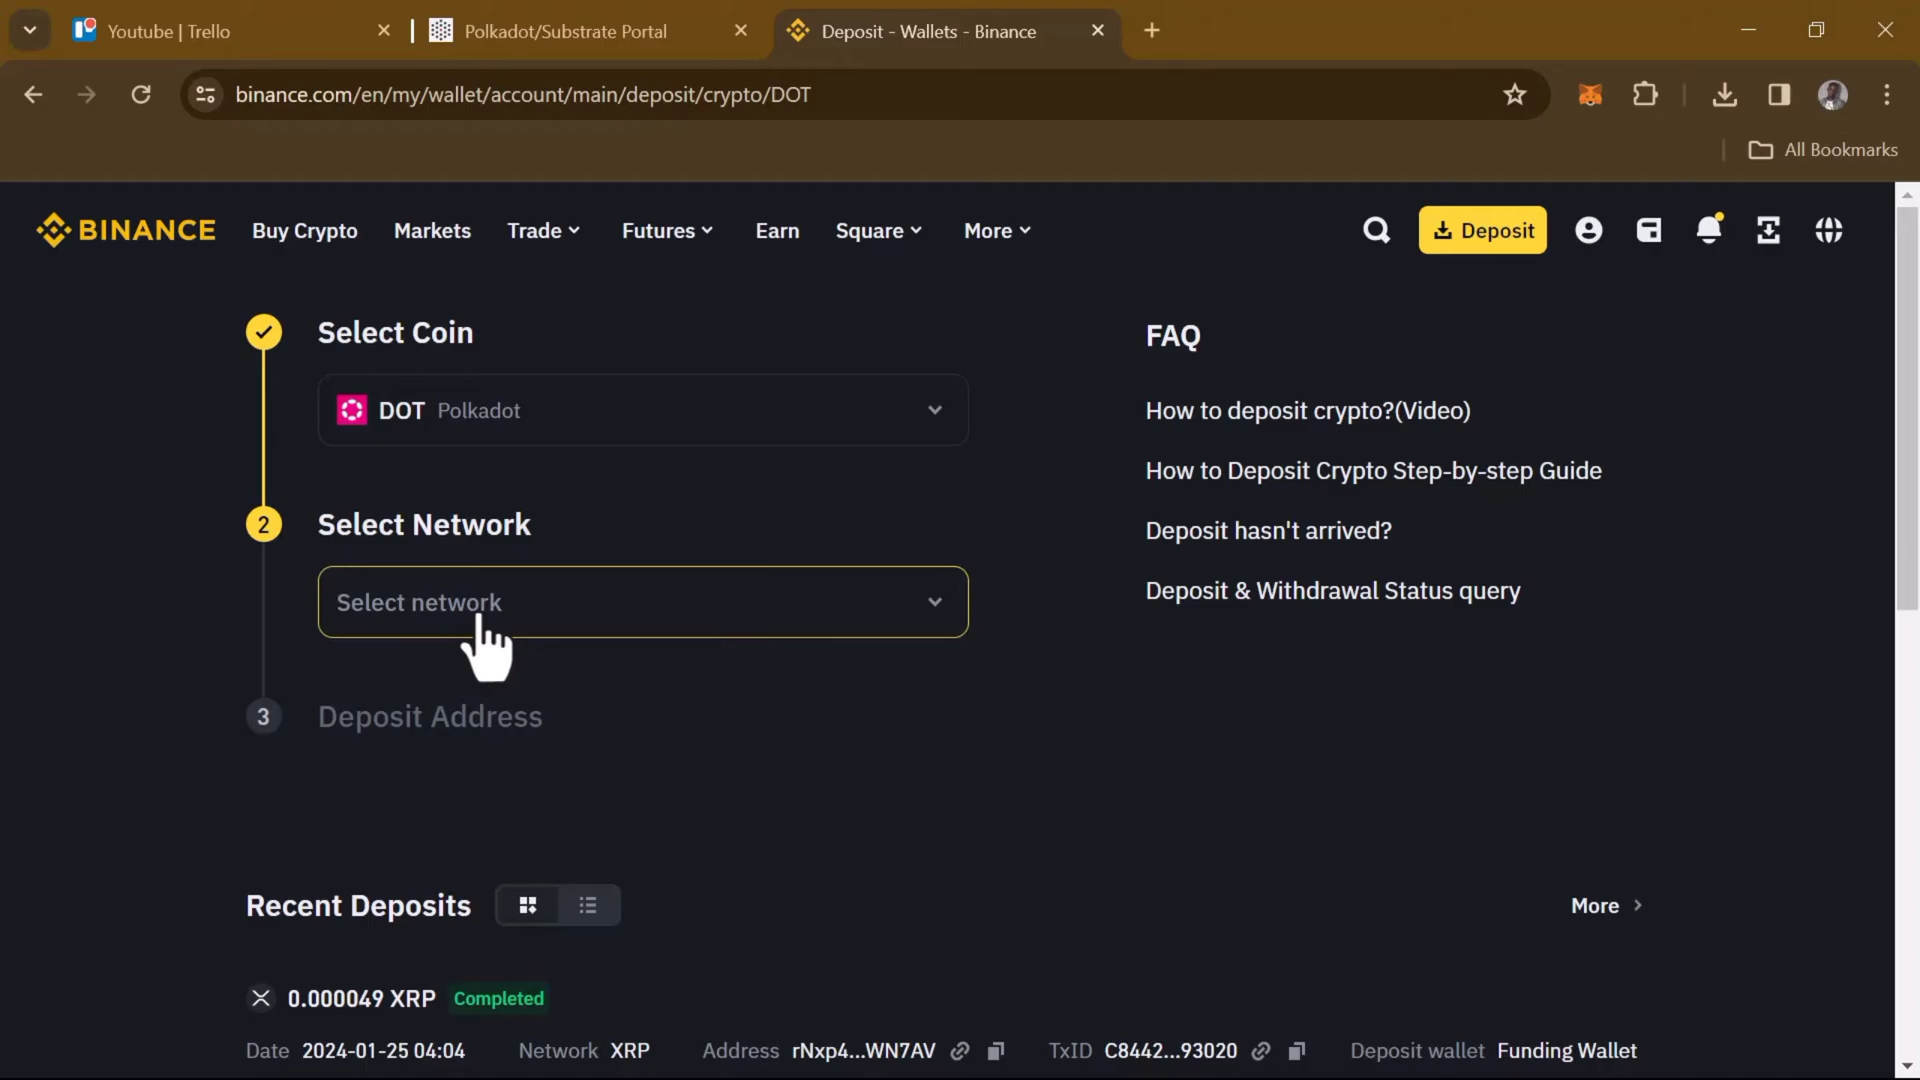 Youtube | Trello
Polkadot/Substrate Portal
Deposit - Wallets - Binance
binance.com/en/my/wallet/account/main/deposit/crypto/DOT
All Bookmarks
BINANCE
Buy Crypto
Markets
Trade
Futures
Earn
Square
More
Deposit
Select Coin
DOT Polkadot
2
Select Network
Select network
3
Deposit Address
FAQ
How to deposit crypto?(Video)
How to Deposit Crypto Step-by-step Guide
Deposit hasn't arrived?
Deposit & Withdrawal Status query
Recent Deposits
More
0.000049 XRP Completed
Date 2024-01-25 04:04 Network XRP Address rNxp4...WN7AV TxID C8442...93020 Deposit wallet Funding Wallet